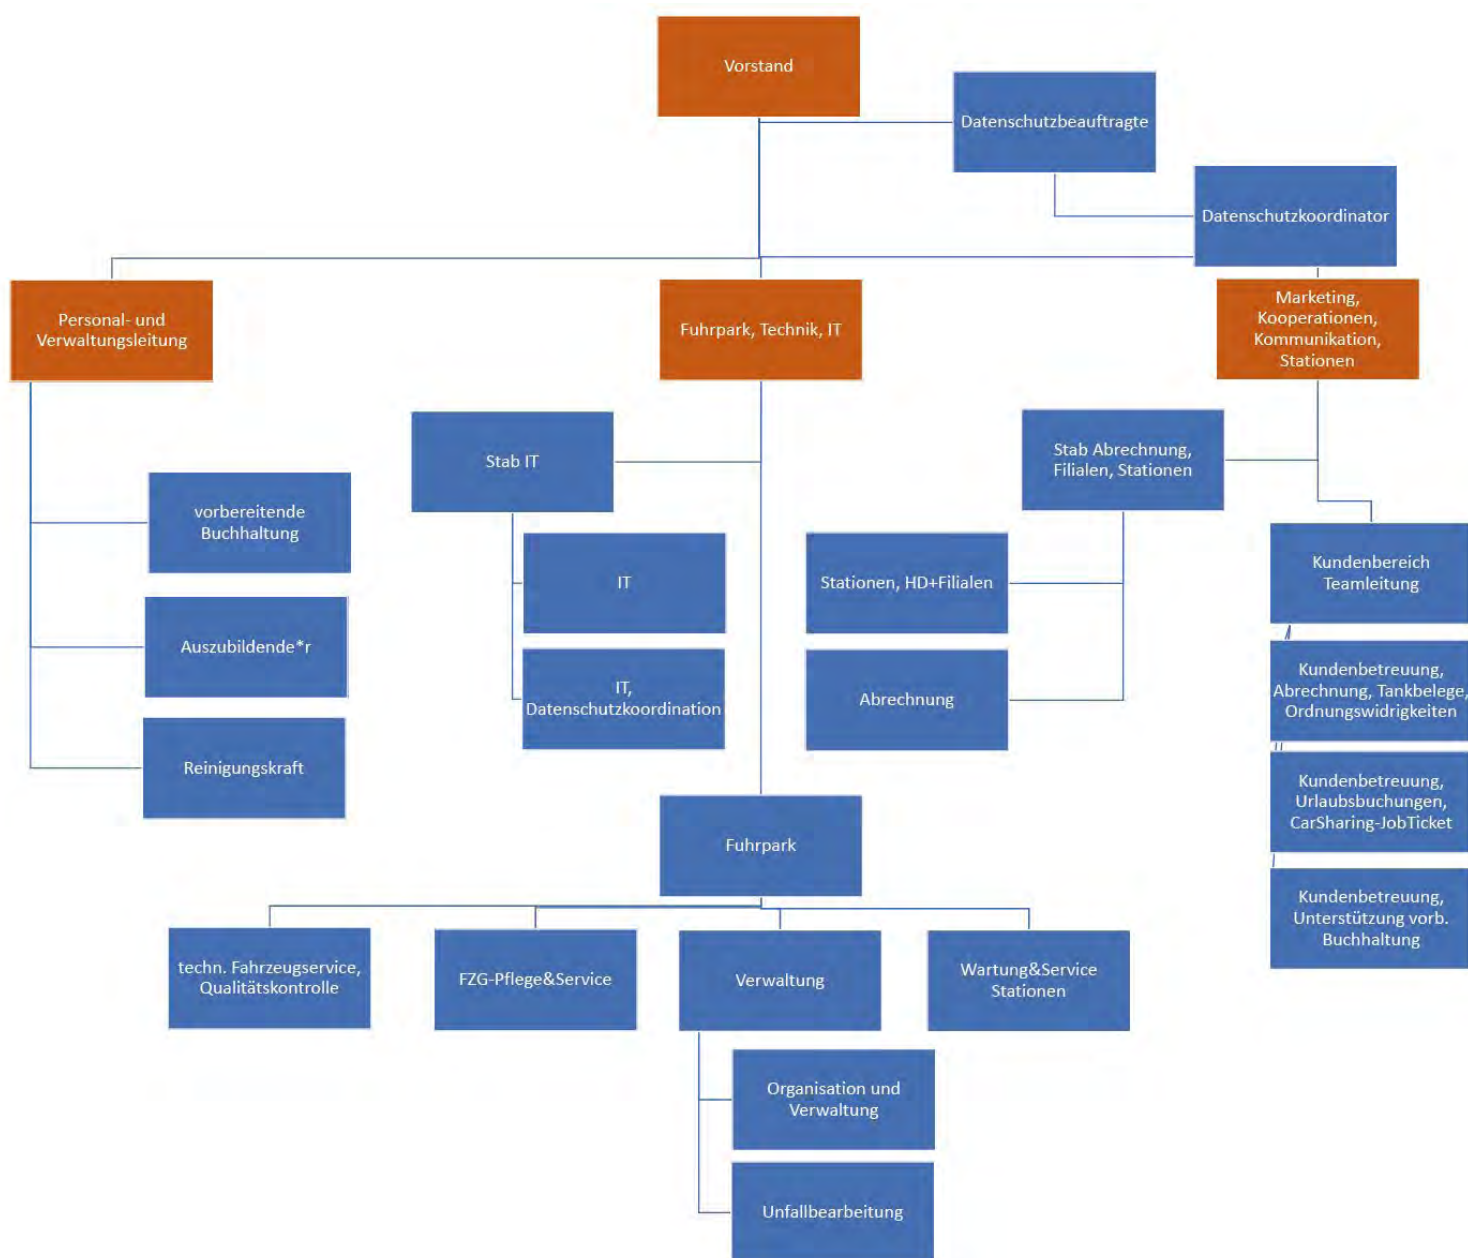 Vorstand
Datenschutzbeauftragte
Datenschutzkoordinator
Personal- und
Verwaltungsleitung
Fuhrpark, Technik, IT
Marketing,
Kooperationen,
Kommunikation,
Stationen
Stab IT
Stab Abrechnung,
Filialen, Stationen
vorbereitende
Buchhaltung
IT
Stationen, HD+Filialen
Kundenbereich
Teamleitung
Auszubildende*r
IT,
Datenschutzkoordination
Abrechnung
Kundenbetreuung,
Abrechnung, Tankbelege,
Ordnungswidrigkeiten
Reinigungskraft
Kundenbetreuung,
Urlaubsbuchungen,
CarSharing-JobTicket
Fuhrpark
Kundenbetreuung,
Unterstützung vorb.
Buchhaltung
techn. Fahrzeugservice,
Qualitätskontrolle
FZG-Pflege&Service
Verwaltung
Wartung&Service
Stationen
Organisation und
Verwaltung
Unfallbearbeitung